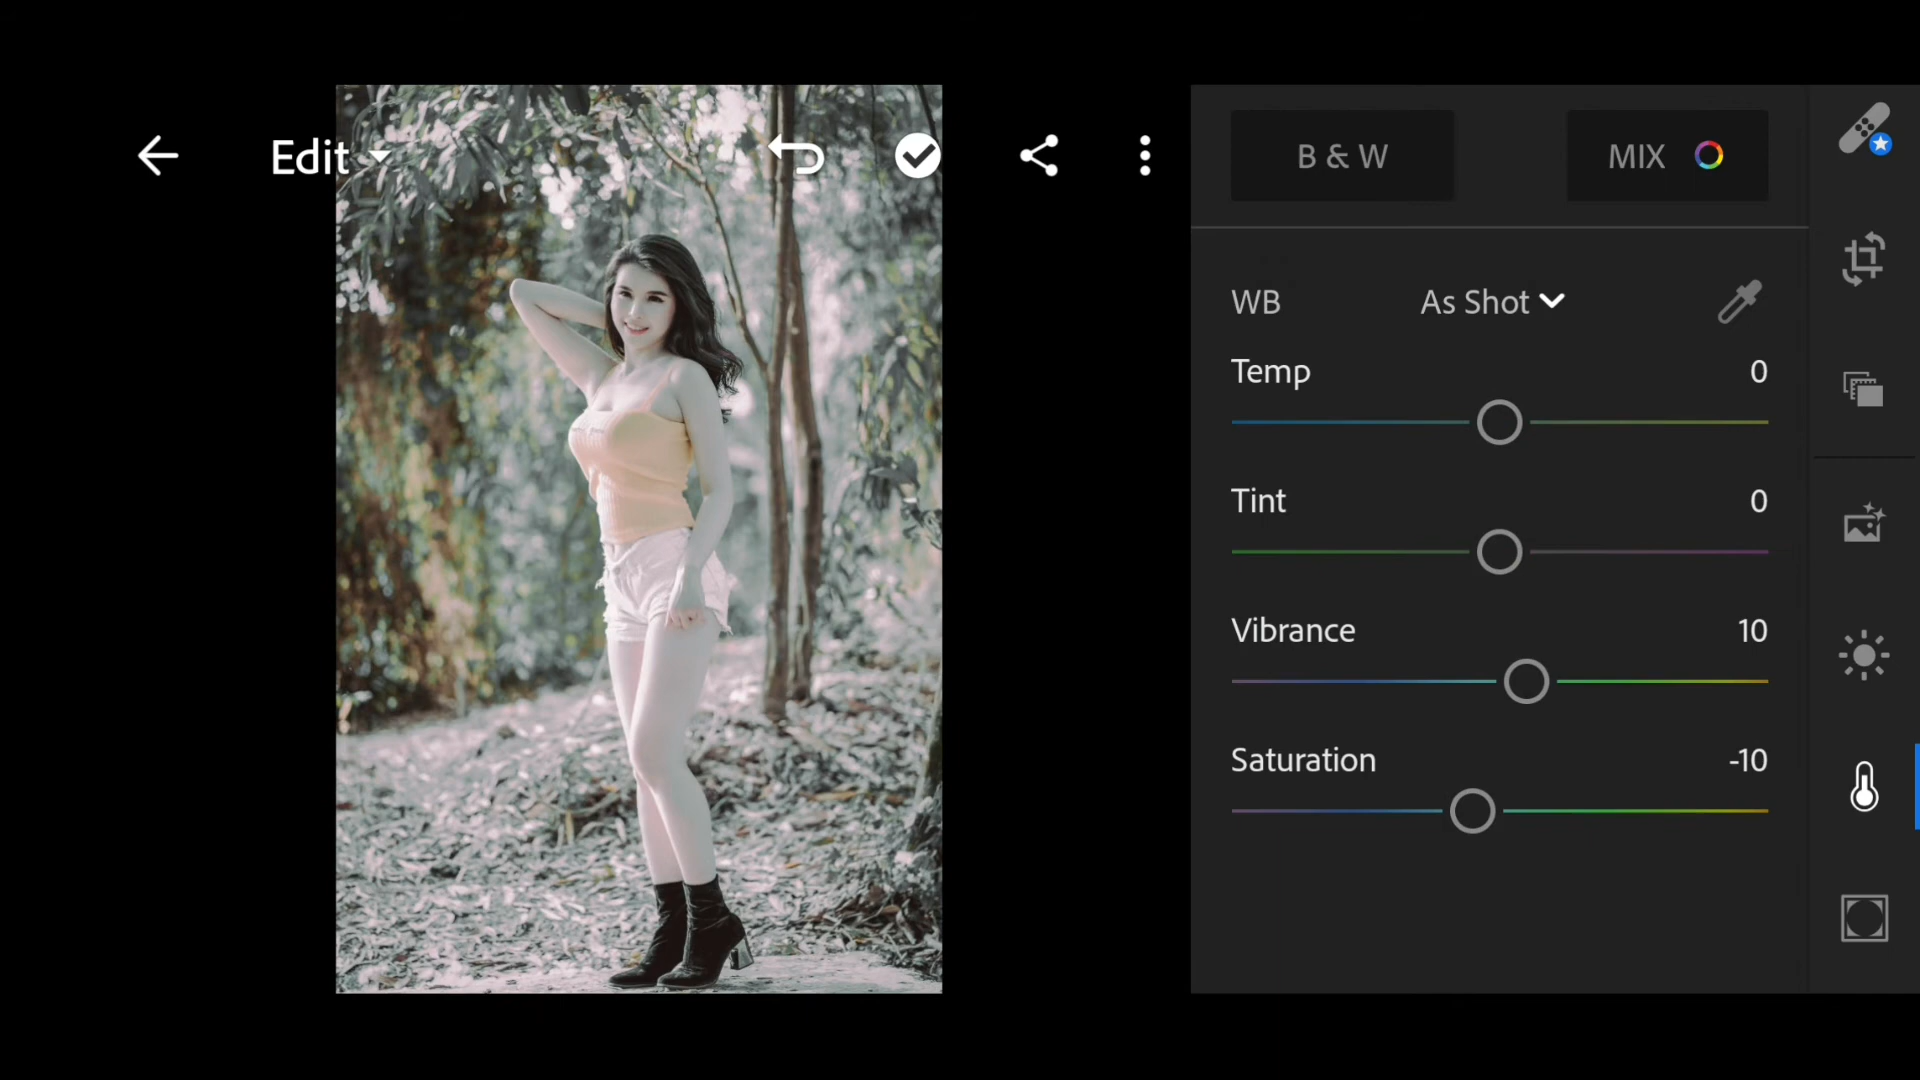 Edit
B & W
MIX
WB
As Shot
Temp
0
Tint
0
Vibrance
10
Saturation
-10